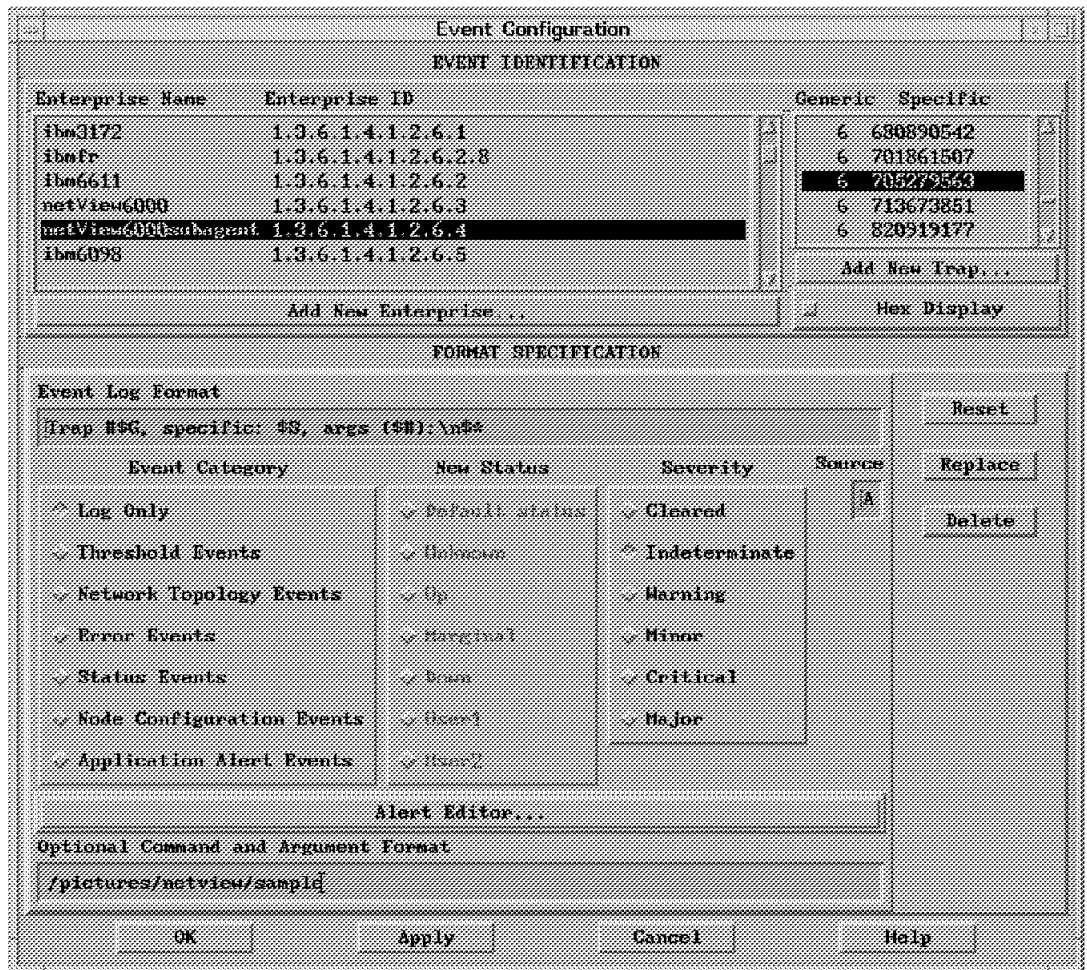 Event Configuration
EVENT IDENTIFICATION
Enterprise Name Enterprise ID Generic Specific
ibm3172 1.3.6.1.4.1.2.6.1 6 680890542
ibmfr 1.3.6.1.4.1.2.6.2.8 6 701861507
ibm6611 1.3.6.1.4.1.2.6.2 6 705279563
netView6000 1.3.6.1.4.1.2.6.3 6 713673851
netView6000subagent 1.3.6.1.4.1.2.6.4 6 820919177
ibm6098 1.3.6.1.4.1.2.6.5
Add New Trap...
Add New Enterprise... Hex Display
FORMAT SPECIFICATION
Event Log Format
Reset
Trap #$G, specific: $S, args ($#):\n$*
Event Category New Status Severity Source Replace
Log Only Default status Cleared A
Delete
Threshold Events Unknown Indeterminate
Network Topology Events Up Warning
Error Events Marginal Minor
Status Events Down Critical
Node Configuration Events User1 Major
Application Alert Events User2
Alert Editor...
Optional Command and Argument Format
/pictures/netview/sample
OK Apply Cancel Help